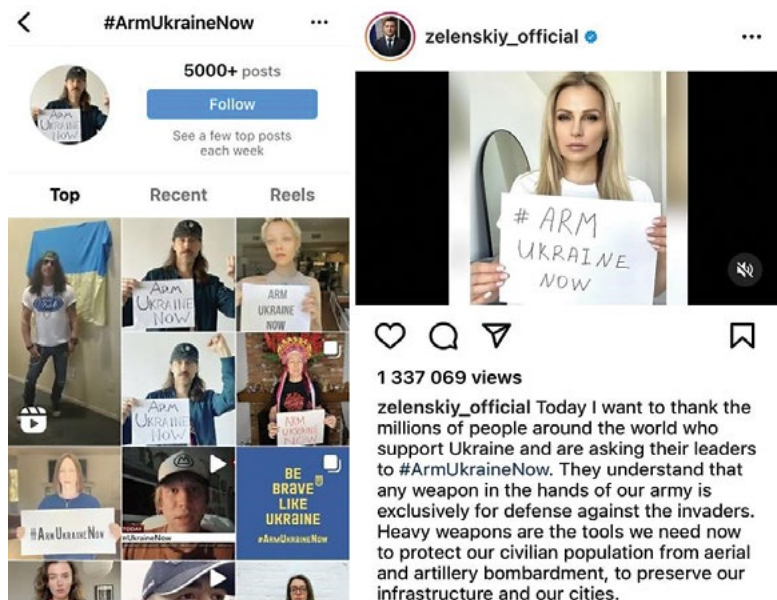 #ArmUkraineNow
5000+ posts
Follow
See a few top posts
each week
Top Recent Reels
ARM
UKRAINE
NOW
ARM
UKRAINE
NOW
ARM
UKRAINE
NOW
ARM
UKRAINE
NOW
ARM
UKRAINE
NOW
#ARMUKRAINENOW
TODAY
#UkraineNow
BE
BRAVE
LIKE
UKRAINE
#ARMUKRAINENOW
zelenskiy_official
# ARM
UKRAINE
NOW
1 337 069 views
zelenskiy_official Today I want to thank the
millions of people around the world who
support Ukraine and are asking their leaders
to #ArmUkraineNow. They understand that
any weapon in the hands of our army is
exclusively for defense against the invaders.
Heavy weapons are the tools we need now
to protect our civilian population from aerial
and artillery bombardment, to preserve our
infrastructure and our cities.